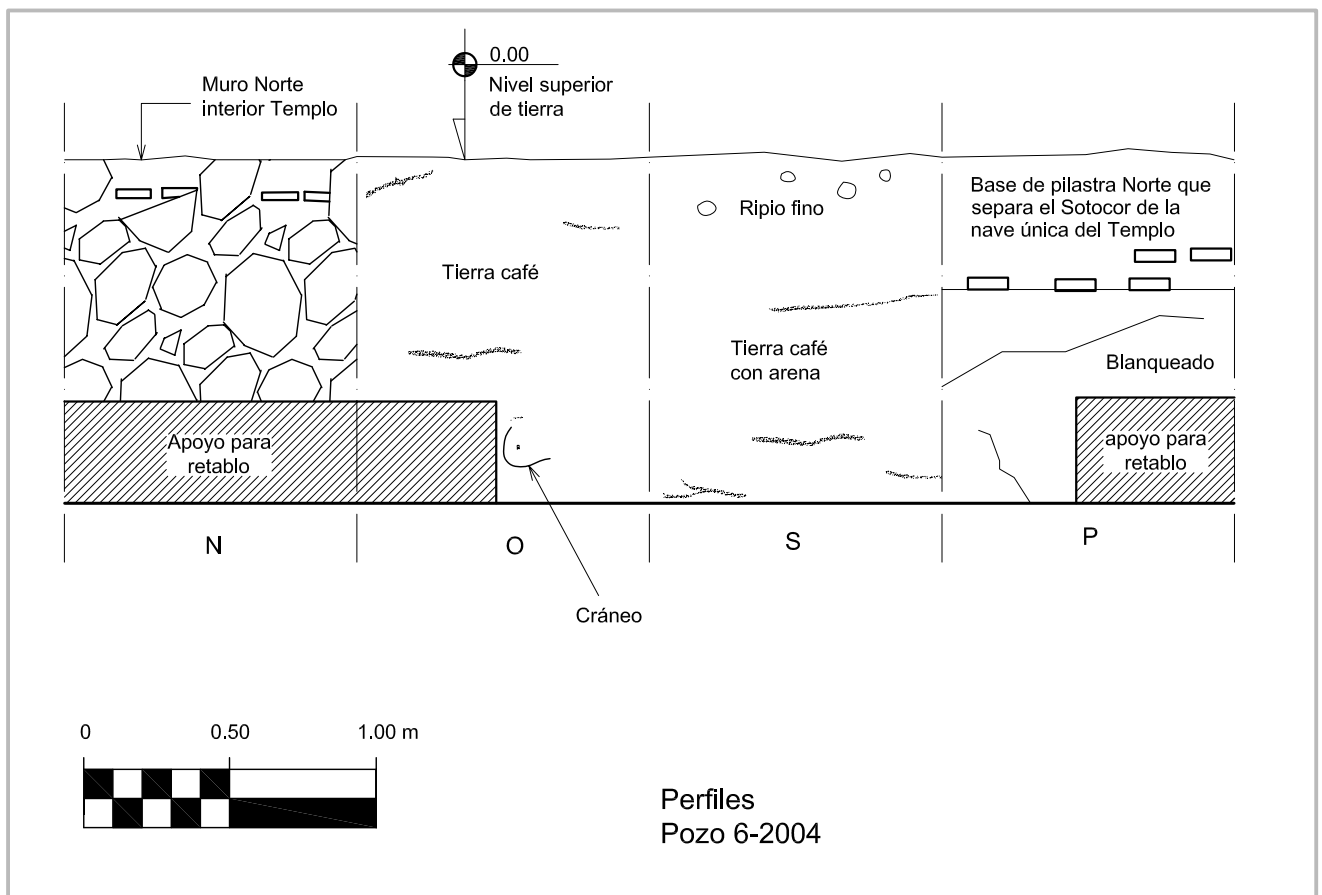 0.00
Nivel superior
de tierra
Muro Norte
interior Templo
Ripio fino
Base de pilastra Norte que
separa el Sotocor de la
nave única del Templo
Tierra café
Tierra café
con arena
Blanqueado
Apoyo para
retablo
apoyo para
retablo
N
O
S
P
Cráneo
0
0.50
1.00 m
Perfiles
Pozo 6-2004